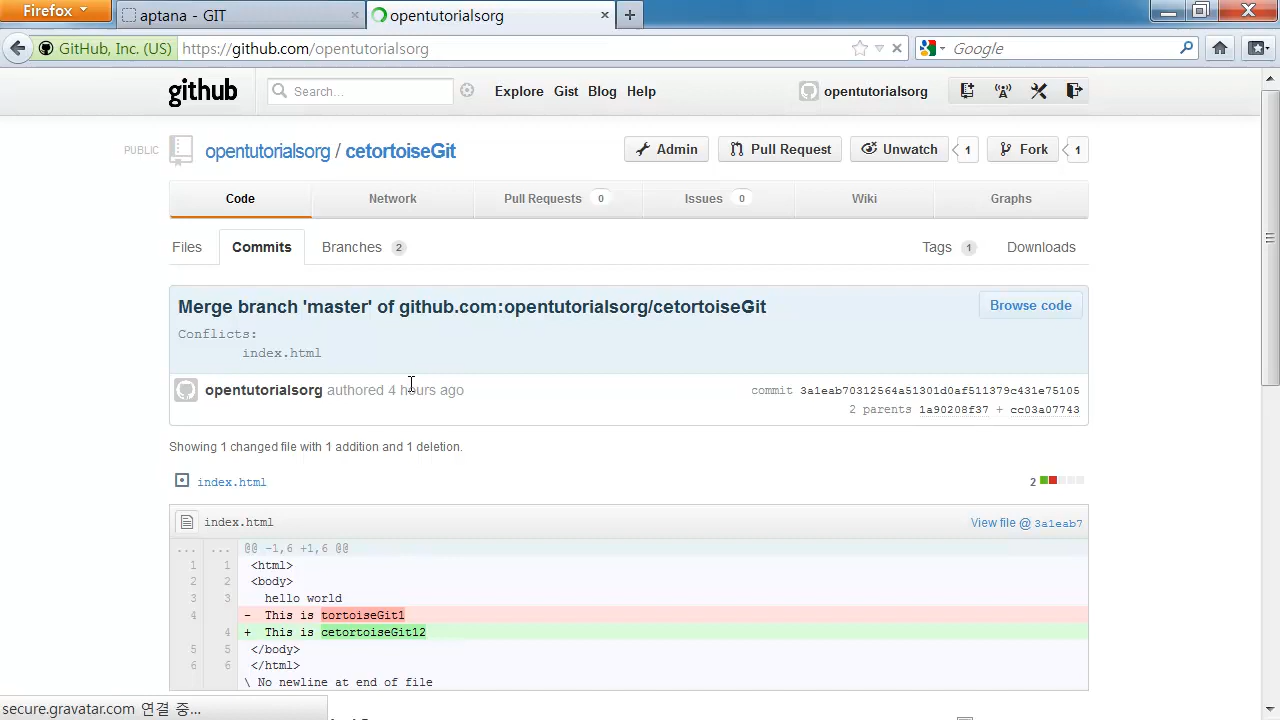 Firefox
aptana - GIT
opentutorialsorg
GitHub, Inc. (US)
https://github.com/opentutorialsorg
Google
github
Search...
Explore Gist Blog Help
opentutorialsorg
PUBLIC
opentutorialsorg / cetortoiseGit
Admin
Pull Request
Unwatch 1
Fork 1
Code
Network
Pull Requests 0
Issues 0
Wiki
Graphs
Files
Commits
Branches 2
Tags 1
Downloads
Merge branch 'master' of github.com:opentutorialsorg/cetortoiseGit
Browse code
Conflicts:
index.html
opentutorialsorg authored 4 hours ago
commit 3a1eab70312564a51301d0af511379c431e75105
2 parents 1a90208f37 + cc03a07743
Showing 1 changed file with 1 addition and 1 deletion.
index.html
2
index.html
View file @ 3a1eab7
... ... @@ -1,6 +1,6 @@
1 1 <html>
2 2 <body>
3 3 hello world
4 - This is tortoiseGit1
4 + This is cetortoiseGit12
5 5 </body>
6 6 </html>
\ No newline at end of file
secure.gravatar.com 연결 중...